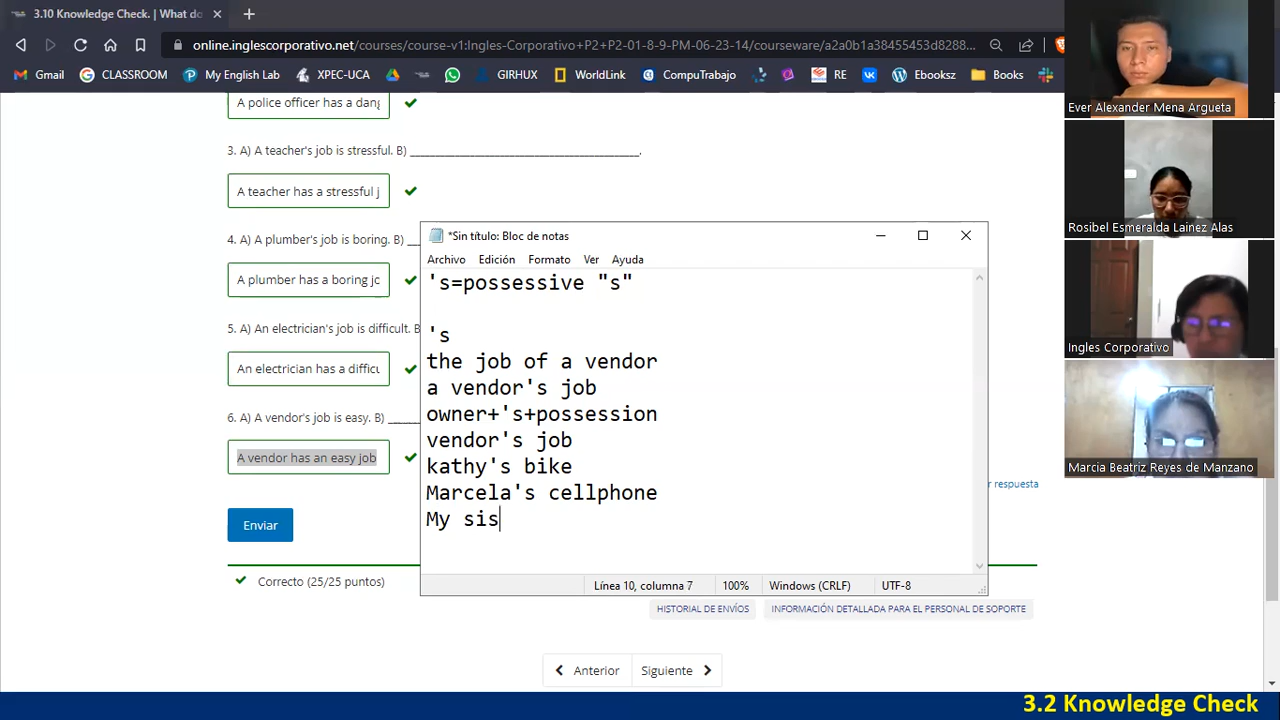 3.10 Knowledge Check. | What do
online.inglescorporativo.net/courses/course-v1:Ingles-Corporativo+P2+P2-01-8-9-PM-06-23-14/courseware/a2a0b1a38455453d8288...
Gmail CLASSROOM My English Lab XPEC-UCA GIRHUX WorldLink CompuTrabajo RE Ebooksz Books
A police officer has a dang
3. A) A teacher's job is stressful. B) ______________________________________.
A teacher has a stressful j
4. A) A plumber's job is boring. B) __
A plumber has a boring jc
5. A) An electrician's job is difficult. B
An electrician has a difficu
6. A) A vendor's job is easy. B) ______
A vendor has an easy job
r respuesta
Enviar
Correcto (25/25 puntos)
HISTORIAL DE ENVÍOS INFORMACIÓN DETALLADA PARA EL PERSONAL DE SOPORTE
Anterior Siguiente
*Sin título: Bloc de notas
Archivo Edición Formato Ver Ayuda
's=possessive "s"
's
the job of a vendor
a vendor's job
owner+'s+possession
vendor's job
kathy's bike
Marcela's cellphone
My sis
Línea 10, columna 7 100% Windows (CRLF) UTF-8
Ever Alexander Mena Argueta
Rosibel Esmeralda Lainez Alas
Ingles Corporativo
Marcia Beatriz Reyes de Manzano
3.2 Knowledge Check